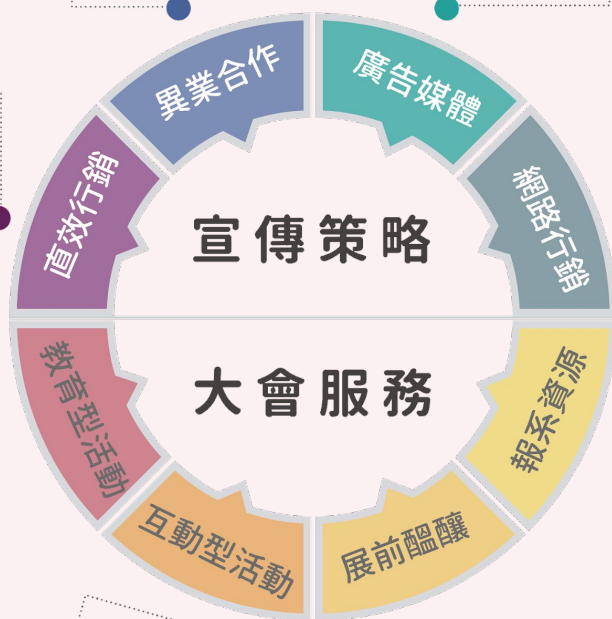 異業合作
廣告媒體
直效行銷
網路行銷
宣傳策略
大會服務
教育型活動
報系資源
互動型活動
展前醞釀